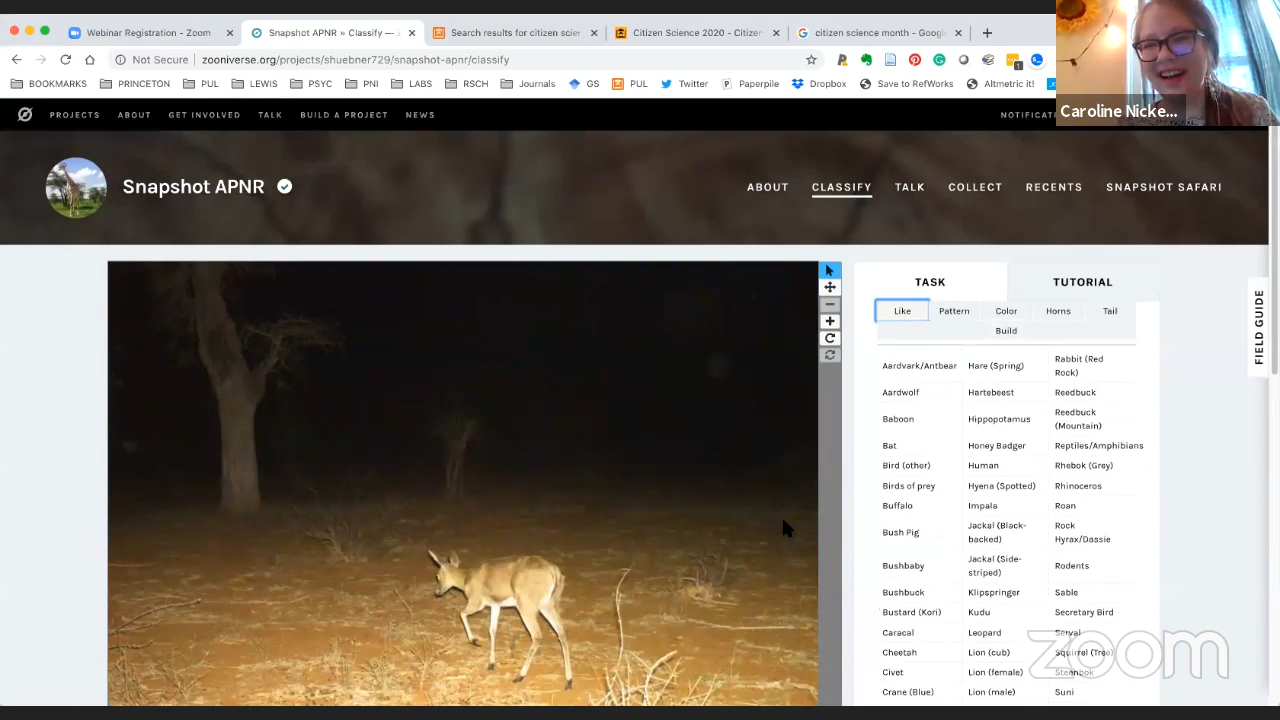 Webinar Registration - Zoom
Snapshot APNR » Classify —
Search results for citizen scien
Citizen Science 2020 - Citizen
citizen science month - Google
Not Secure
zooniverse.org/projects/shuebner729/snapshot-apnr/classify
BOOKMARKS PRINCETON PUL LEWIS PSYC PNI LABS RSCH Journals GS PUL Twitter Paperpile Dropbox Save to RefWorks Altmetric it!
Caroline Nicke...
PROJECTS ABOUT GET INVOLVED TALK BUILD A PROJECT NEWS NOTIFICATI
Snapshot APNR
ABOUT CLASSIFY TALK COLLECT RECENTS SNAPSHOT SAFARI
TASK TUTORIAL
Like Pattern Color Horns Tail
Build
FIELD GUIDE
Aardvark/Antbear
Aardwolf
Baboon
Bat
Bird (other)
Birds of prey
Buffalo
Bush Pig
Bushbaby
Bushbuck
Bustard (Kori)
Caracal
Cheetah
Civet
Crane (Blue)
Hare (Spring)
Hartebeest
Hippopotamus
Honey Badger
Human
Hyena (Spotted)
Impala
Jackal (Black-
backed)
Jackal (Side-
striped)
Klipspringer
Kudu
Leopard
Lion (cub)
Lion (female)
Lion (male)
Rabbit (Red
Rock)
Reedbuck
Reedbuck
(Mountain)
Reptiles/Amphibians
Rhebok (Grey)
Rhinoceros
Roan
Rock
Hyrax/Dassie
Rodents
Sable
Secretary Bird
Serval
Squirrel (Tree)
Steenbok
Suni
zoom